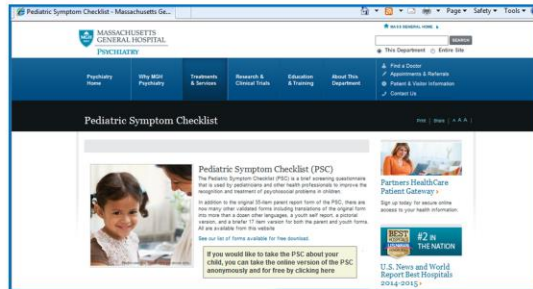 Pediatric Symptom Checklist - Massachusetts Ge...
Page
Safety
Tools
MASS GENERAL HOME
MASSACHUSETTS
GENERAL HOSPITAL
PSYCHIATRY
SEARCH
This Department
Entire Site
Psychiatry
Home
Why MGH
Psychiatry
Treatments
& Services
Research &
Clinical Trials
Education
& Training
About This
Department
Find a Doctor
Appointments & Referrals
Patient & Visitor Information
Contact Us
Pediatric Symptom Checklist
Print | Share | A A A |
Pediatric Symptom Checklist (PSC)
The Pediatric Symptom Checklist (PSC) is a brief screening questionnaire
that is used by pediatricians and other health professionals to improve the
recognition and treatment of psychosocial problems in children.
In addition to the original 35-item parent report form of the PSC, there are
now many other validated forms including translations of the original form
into more than a dozen other languages, a youth self report, a pictorial
version, and a briefer 17 item version for both the parent and youth forms.
All are available from this website
See our list of forms available for free download.
If you would like to take the PSC about your
child, you can take the online version of the PSC
anonymously and for free by clicking here
Partners HealthCare
Patient Gateway ›
Sign up today for secure online
access to your health information
BEST
HOSPITALS
#2 IN
THE NATION
U.S. News and World
Report Best Hospitals
2014-2015 ›